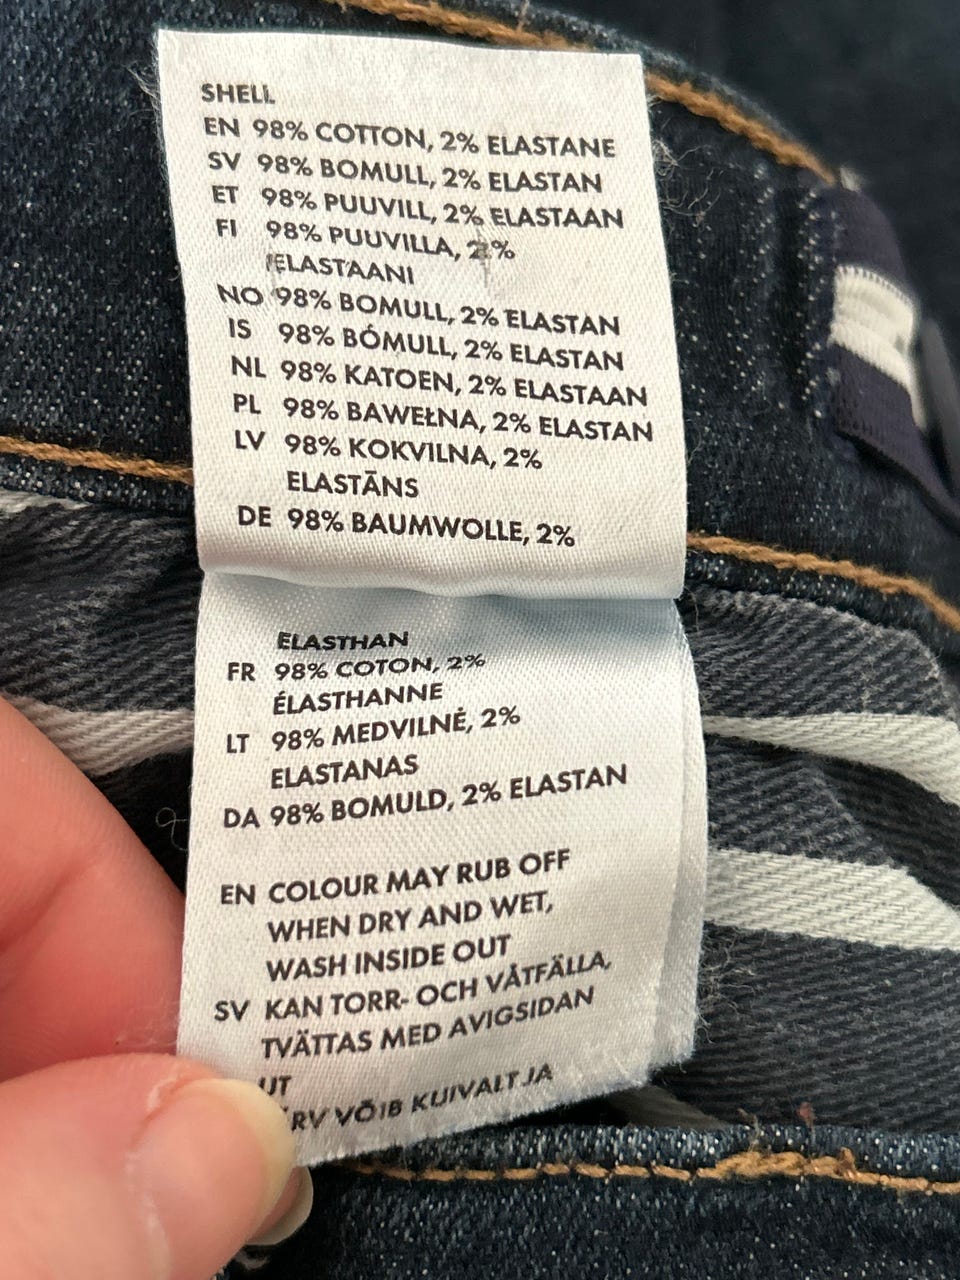 SHELL
EN 98% COTTON, 2% ELASTANE
SV 98% BOMULL, 2% ELASTAN
ET 98% PUUVILL, 2% ELASTAAN
FI 98% PUUVILLA, 2%
ELASTAANI
NO 98% BOMULL, 2% ELASTAN
IS 98% BÓMULL, 2% ELASTAN
NL 98% KATOEN, 2% ELASTAAN
PL 98% BAWEŁNA, 2% ELASTAN
LV 98% KOKVILNA, 2%
ELASTĀNS
DE 98% BAUMWOLLE, 2%
ELASTHAN
FR 98% COTON, 2%
ÉLASTHANNE
LT 98% MEDVILNĖ, 2%
ELASTANAS
DA 98% BOMULD, 2% ELASTAN
EN COLOUR MAY RUB OFF
WHEN DRY AND WET,
WASH INSIDE OUT
SV KAN TORR- OCH VÅTFÄLLA,
TVÄTTAS MED AVIGSIDAN
UT
VÕIB KUIVALT JA